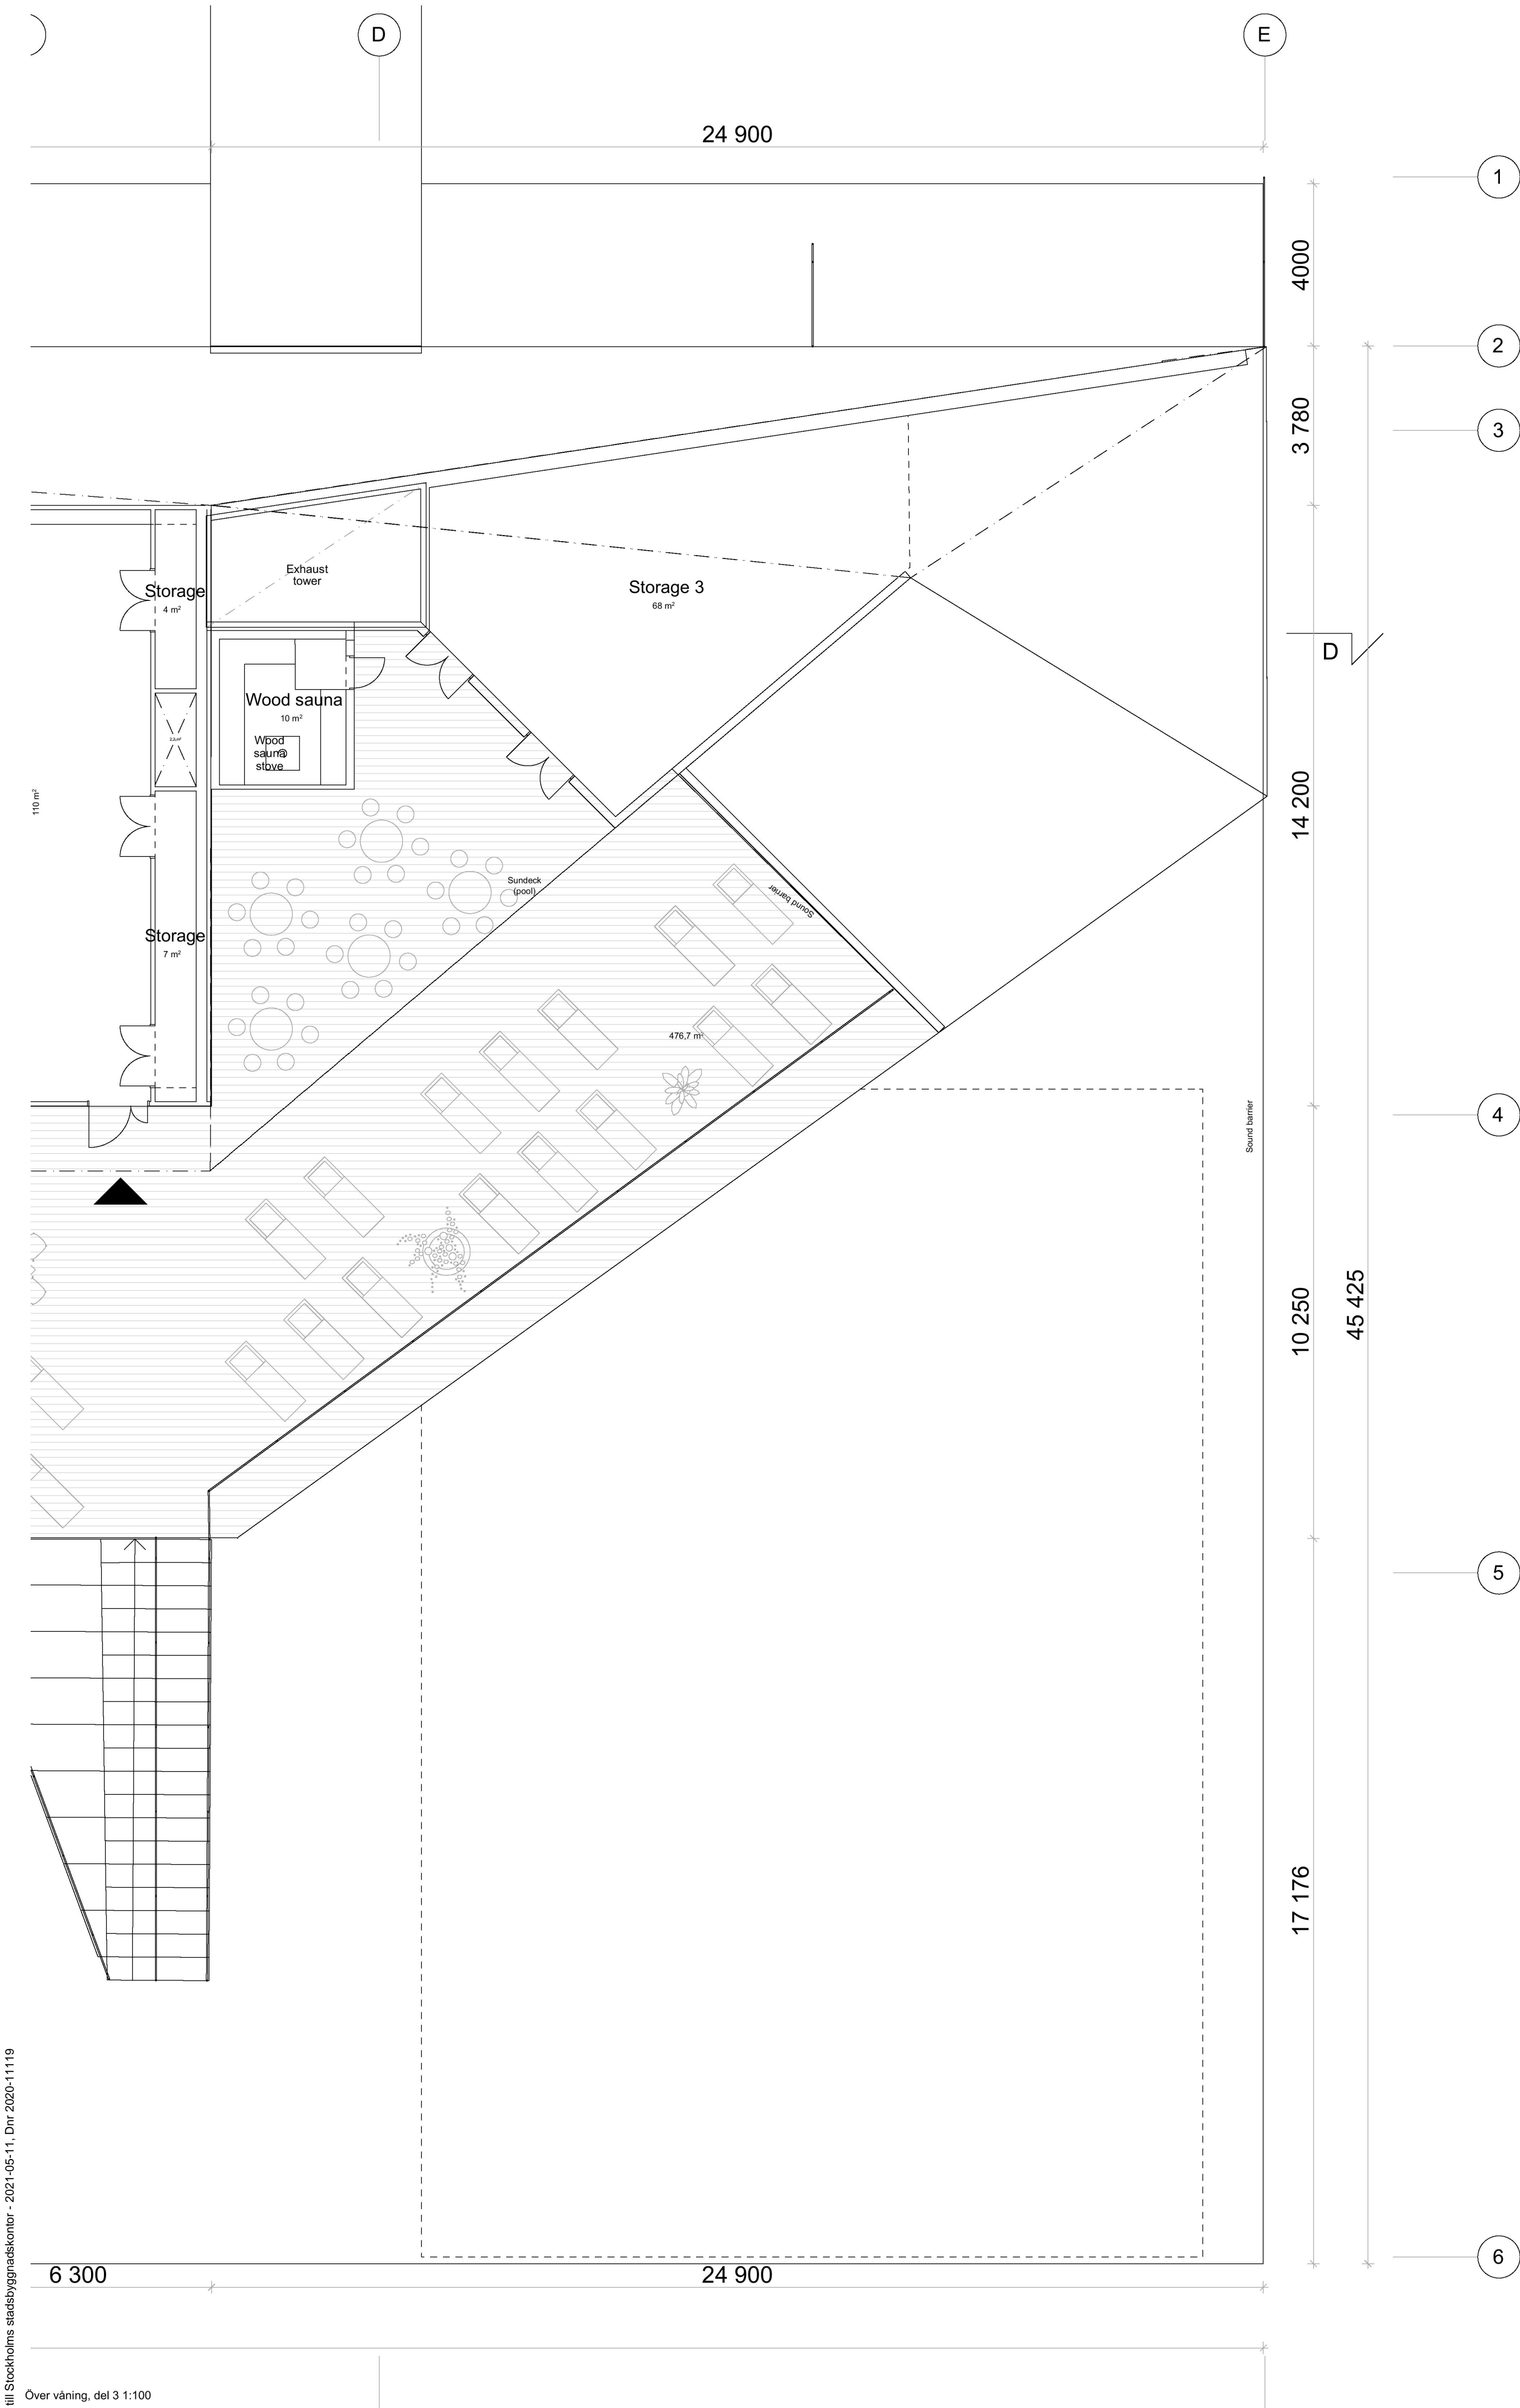 D
E
24 900
1
4000
2
3 780
3
Exhaust
tower
Storage
4 m²
Storage 3
68 m²
D
Wood sauna
10 m²
Wood
sauna
stove
110 m²
14 200
Sundeck
(pool)
Sound barrier
Storage
7 m²
476,7 m²
Sound barrier
4
10 250
45 425
5
17 176
6
6 300
24 900
till Stockholms stadsbyggnadskontor - 2021-05-11, Dnr 2020-11119
Över våning, del 3 1:100